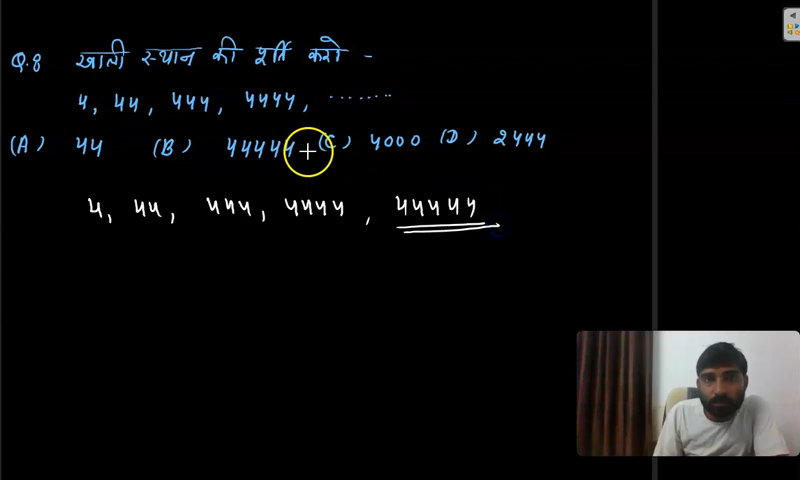 Q.8 खाली स्थान की पूर्ति करो -
4, 44, 444, 4444, ........
(A) 44 (B) 44444 (C) 4000 (D) 2444
4, 44, 444, 4444, 44444